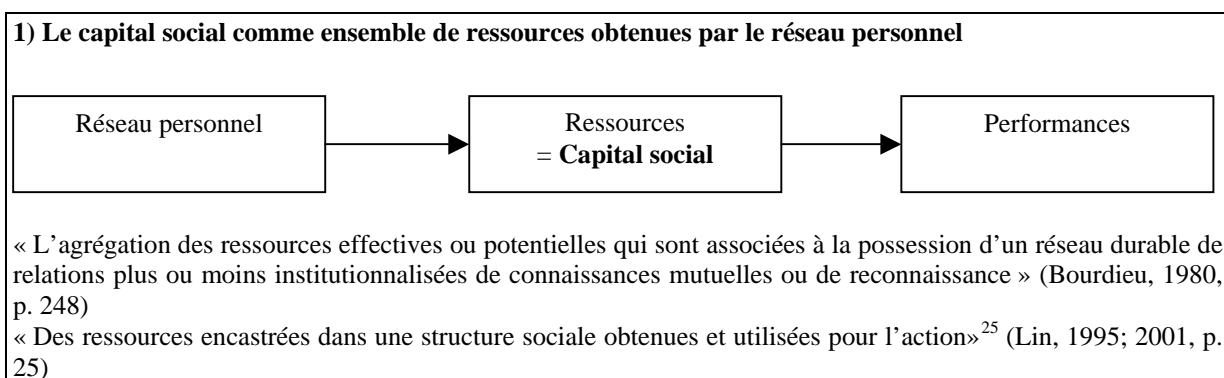 1) Le capital social comme ensemble de ressources obtenues par le réseau personnel
Réseau personnel
Ressources
= Capital social
Performances
« L’agrégation des ressources effectives ou potentielles qui sont associées à la possession d’un réseau durable de
relations plus ou moins institutionnalisées de connaissances mutuelles ou de reconnaissance » (Bourdieu, 1980,
p. 248)
« Des ressources encastrées dans une structure sociale obtenues et utilisées pour l’action»25 (Lin, 1995; 2001, p.
25)